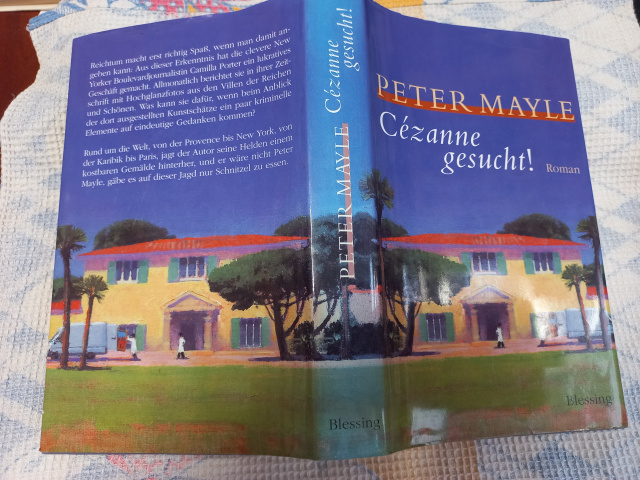 Reichtum macht erst richtig Spaß, wenn man damit an-
geben kann: Aus dieser Erkenntnis hat die clevere New
Yorker Boulevardjournalistin Camilla Porter ein lukratives
Geschäft gemacht. Allmonatlich berichtet sie in ihrer Zeit-
schrift mit Hochglanzfotos aus den Villen der Reichen
und Schönen. Was kann sie dafür, wenn beim Anblick
der dort ausgestellten Kunstschätze ein paar kriminelle
Elemente auf eindeutige Gedanken kommen?
Rund um die Welt, von der Provence bis New York, von
der Karibik bis Paris, jagt der Autor seine Helden einem
kostbaren Gemälde hinterher, und er wäre nicht Peter
Mayle, gäbe es auf dieser Jagd nur Schnitzel zu essen.
PETER MAYLE Cézanne
gesucht!
Blessing
PETER MAYLE
Cézanne
gesucht!
Roman
Blessing